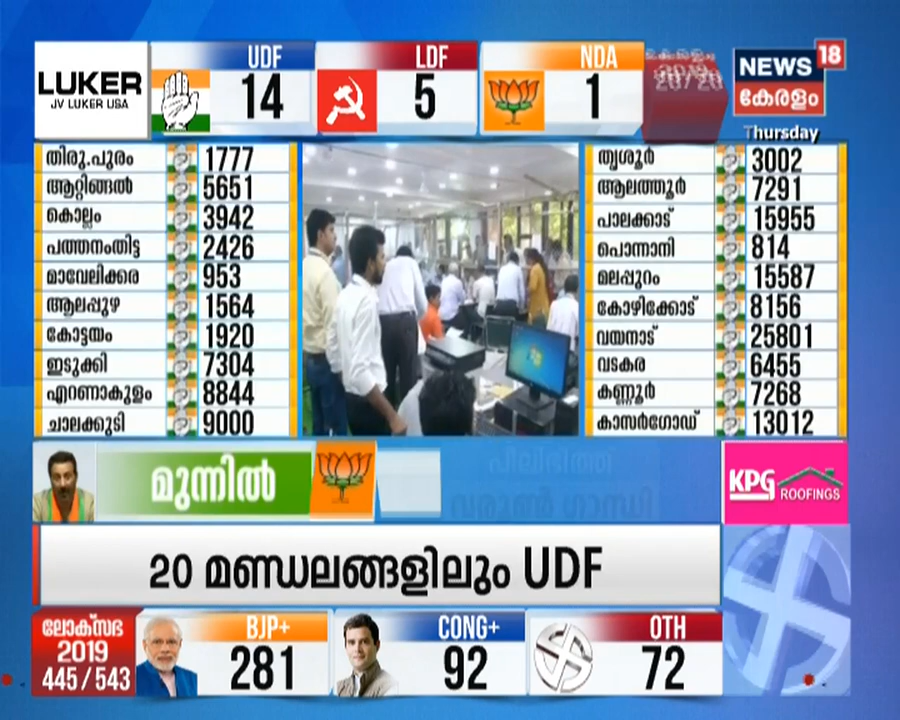 LUKER
JV LUKER USA
UDF
14
LDF
5
NDA
1
NEWS 18
കേരളം
Thursday
തിരു.പുരം 1777
ആറ്റിങ്ങൽ 5651
കൊല്ലം 3942
പത്തനംതിട്ട 2426
മാവേലിക്കര 953
ആലപ്പുഴ 1564
കോട്ടയം 1920
ഇടുക്കി 7304
എറണാകുളം 8844
ചാലക്കുടി 9000
തൃശൂർ 3002
ആലത്തൂർ 7291
പാലക്കാട് 15955
പൊന്നാനി 814
മലപ്പുറം 15587
കോഴിക്കോട് 8156
വയനാട് 25801
വടകര 6455
കണ്ണൂർ 7268
കാസർഗോഡ് 13012
മുന്നിൽ
പിലിഭിത്ത്
വരുൺ ഗാന്ധി
KPG ROOFINGS
20 മണ്ഡലങ്ങളിലും UDF
ലോക്സഭ
2019
445/543
BJP+
281
CONG+
92
OTH
72